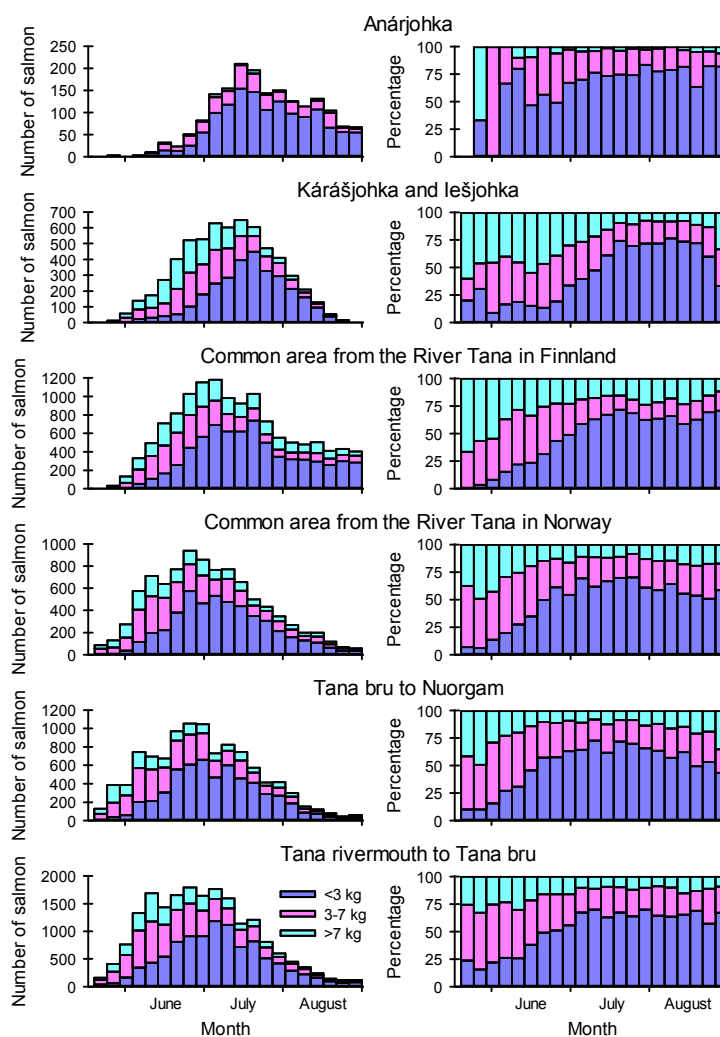 Anárjohka
Number of salmon
250
200
150
100
50
0
Percentage
100
75
50
25
0
Kárášjohka and Iešjohka
Number of salmon
700
600
500
400
300
200
100
0
Percentage
100
75
50
25
0
Common area from the River Tana in Finnland
Number of salmon
1200
1000
800
600
400
200
0
Percentage
100
75
50
25
0
Common area from the River Tana in Norway
Number of salmon
1000
800
600
400
200
0
Percentage
100
75
50
25
0
Tana bru to Nuorgam
Number of salmon
1200
1000
800
600
400
200
0
Percentage
100
75
50
25
0
Tana rivermouth to Tana bru
Number of salmon
2000
1500
1000
500
0
<3 kg
3-7 kg
>7 kg
Percentage
100
75
50
25
0
June July August
Month
June July August
Month